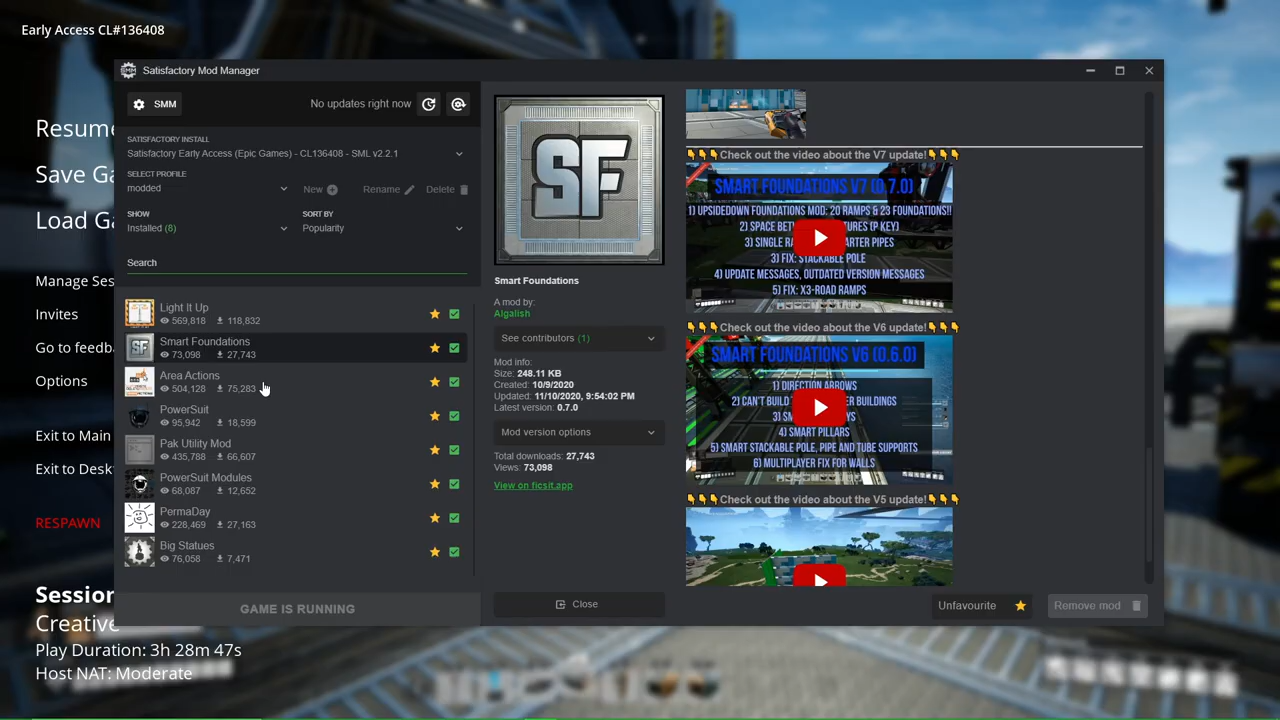 Early Access CL#136408
Satisfactory Mod Manager
SMM
No updates right now
SATISFACTORY INSTALL
Satisfactory Early Access (Epic Games) - CL136408 - SML v2.2.1
SELECT PROFILE
modded
New
Rename
Delete
SHOW
Installed (8)
SORT BY
Popularity
Search
Light It Up
569,818 118,832
Smart Foundations
73,098 27,743
Area Actions
504,128 75,283
PowerSuit
95,942 18,599
Pak Utility Mod
435,788 66,607
PowerSuit Modules
68,087 12,652
PermaDay
228,469 27,163
Big Statues
76,058 7,471
GAME IS RUNNING
SF
Smart Foundations
A mod by:
Algalish
See contributors (1)
Mod info:
Size: 248.11 KB
Created: 10/9/2020
Updated: 11/10/2020, 9:54:02 PM
Latest version: 0.7.0
Mod version options
Total downloads: 27,743
Views: 73,098
View on ficsit.app
Close
👇👇👇Check out the video about the V7 update!👇👇👇
SMART FOUNDATIONS V7 (0.7.0)
1) UPSIDEDOWN FOUNDATIONS MOD: 20 RAMPS & 23 FOUNDATIONS!!
2) SPACE (P KEY)
3) SINGLE PIPES
3) FIX: STACKABLE POLE
4) UPDATE MESSAGES, OUTDATED VERSION MESSAGES
5) FIX: X3-ROAD RAMPS
👇👇👇Check out the video about the V6 update!👇👇👇
SMART FOUNDATIONS V6 (0.6.0)
1) DIRECTION ARROWS
2) CAN'T BUILD BUILDINGS
3)
4) SMART PILLARS
5) SMART STACKABLE POLE, PIPE AND TUBE SUPPORTS
6) MULTIPLAYER FIX FOR WALLS
👇👇👇Check out the video about the V5 update!👇👇👇
Unfavourite
Remove mod
Resume
Save Ga
Load Ga
Manage Ses
Invites
Go to feedb
Options
Exit to Main
Exit to Desk
RESPAWN
Session
Creative
Play Duration: 3h 28m 47s
Host NAT: Moderate